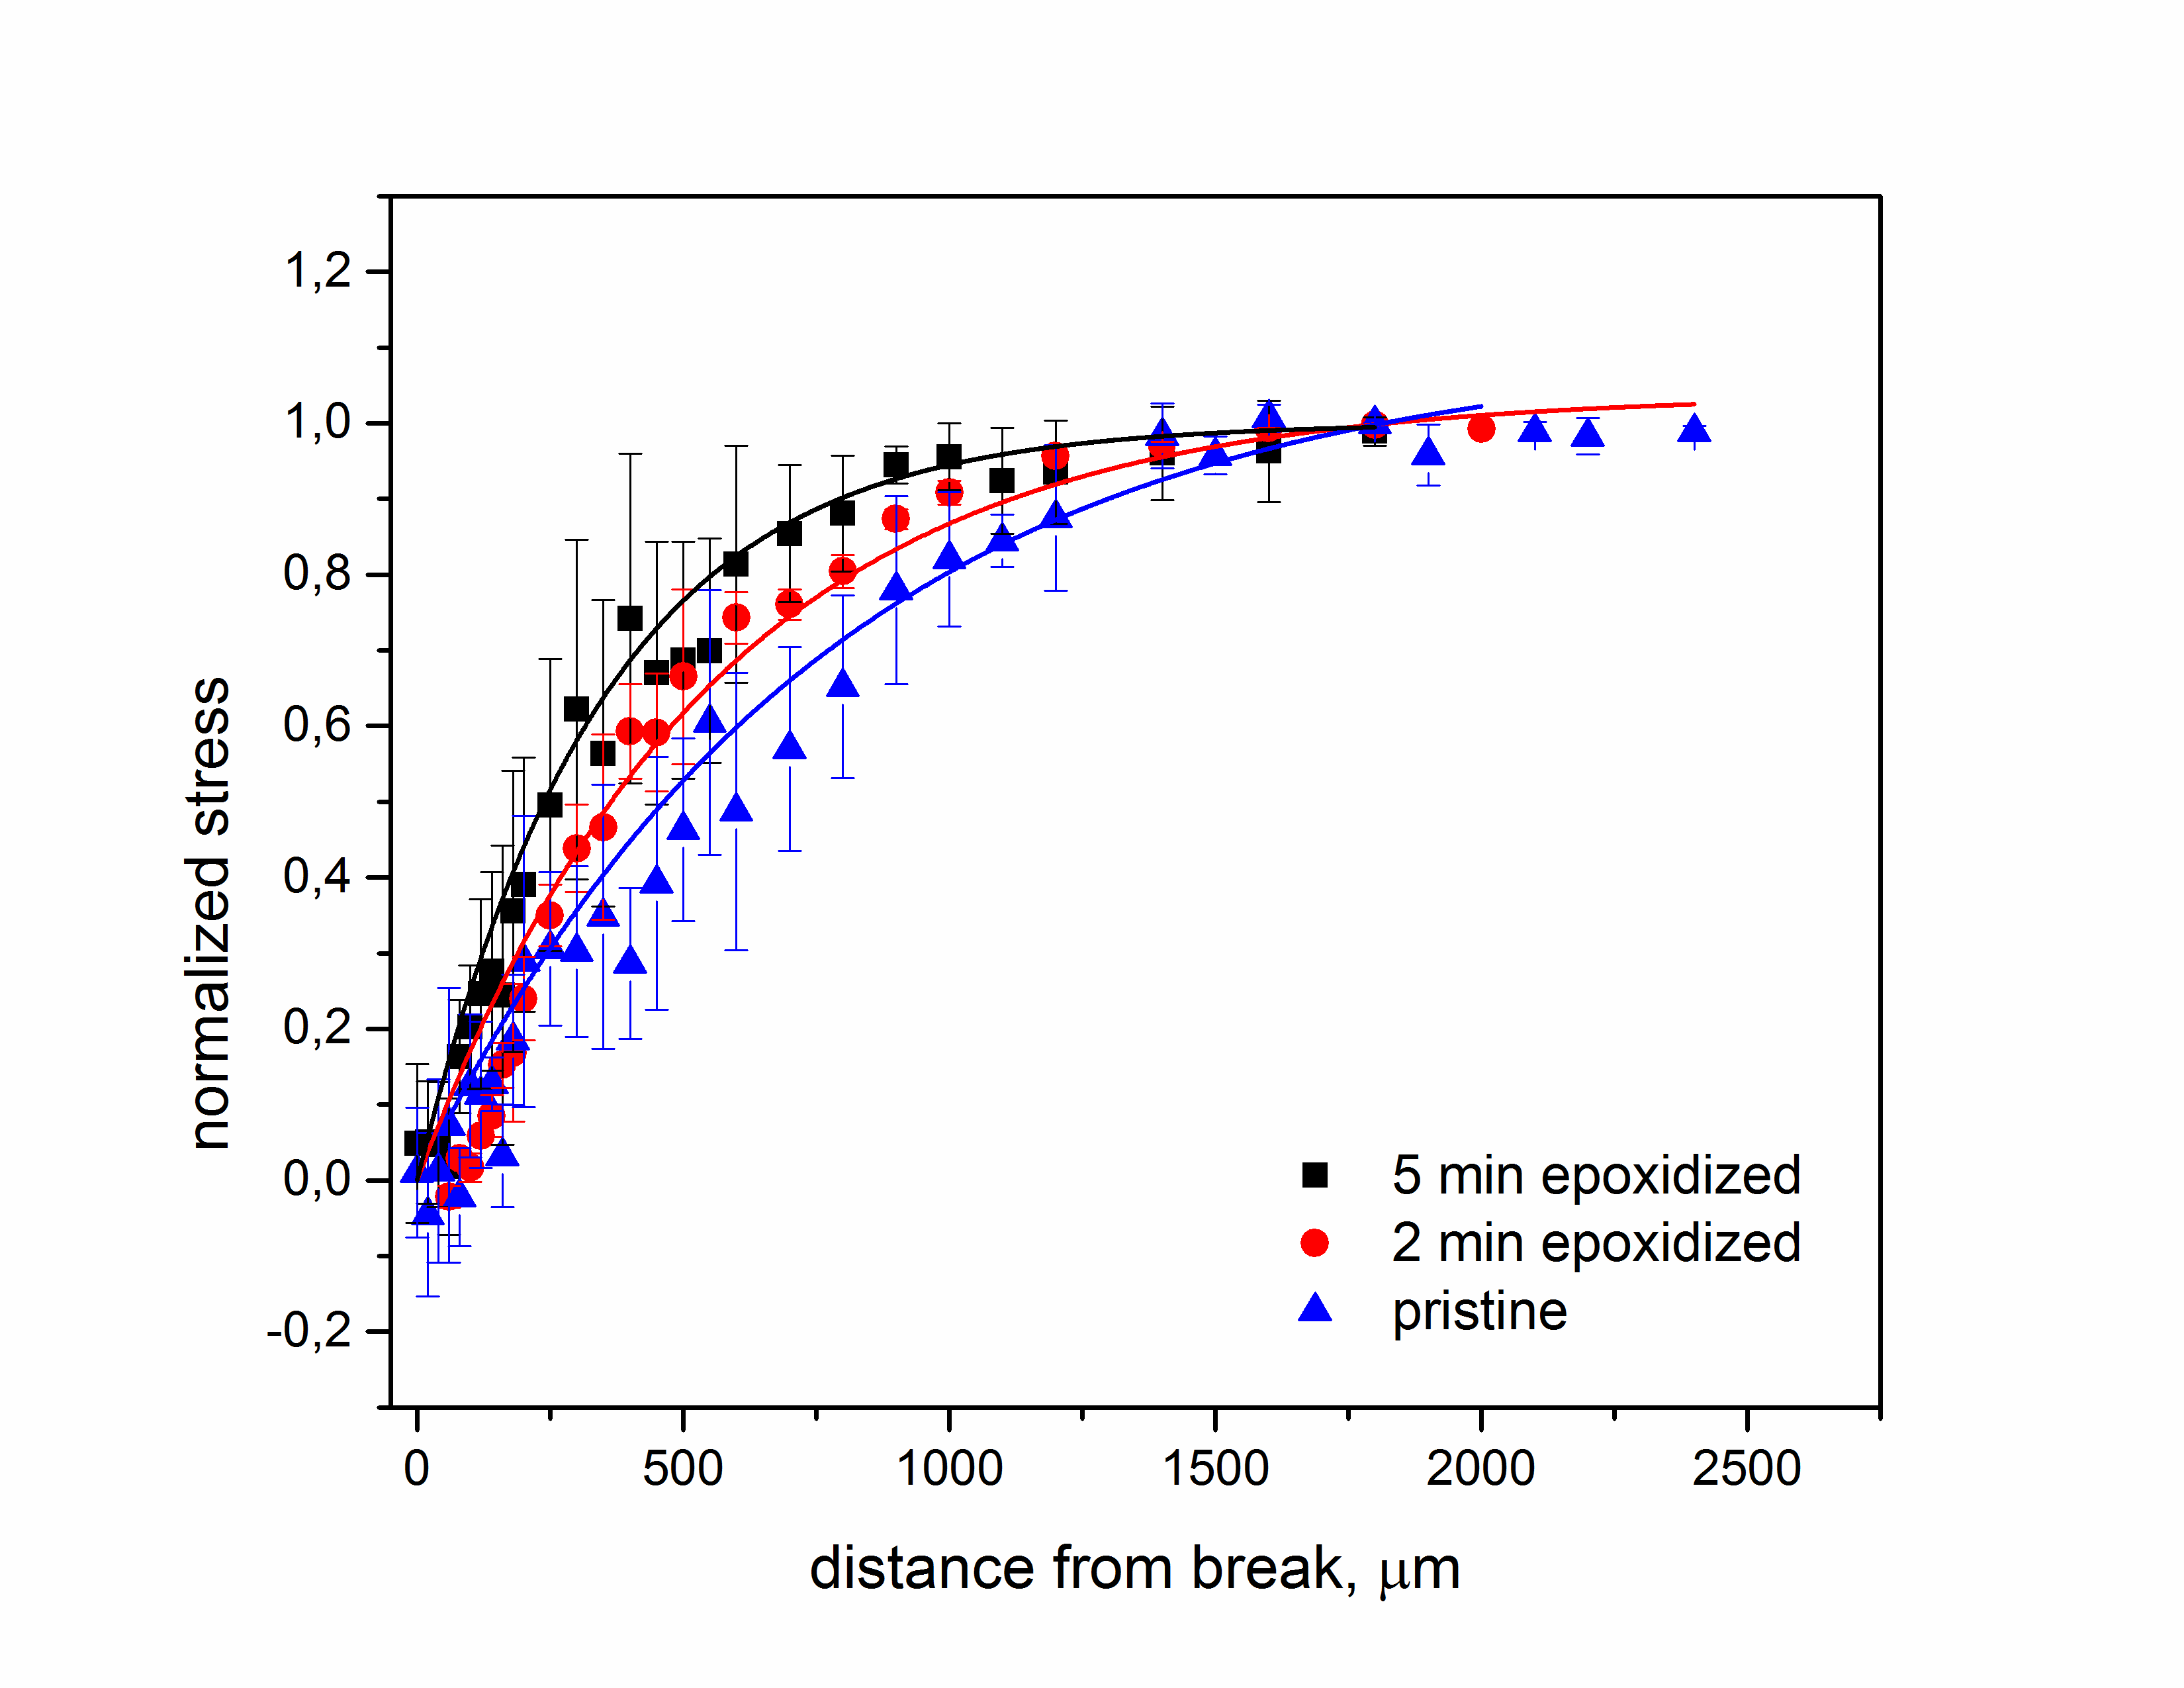 normalized stress
1,2
1,0
0,8
0,6
0,4
0,2
0,0
-0,2
5 min epoxidized
2 min epoxidized
pristine
0 500 1000 1500 2000 2500
distance from break, μm